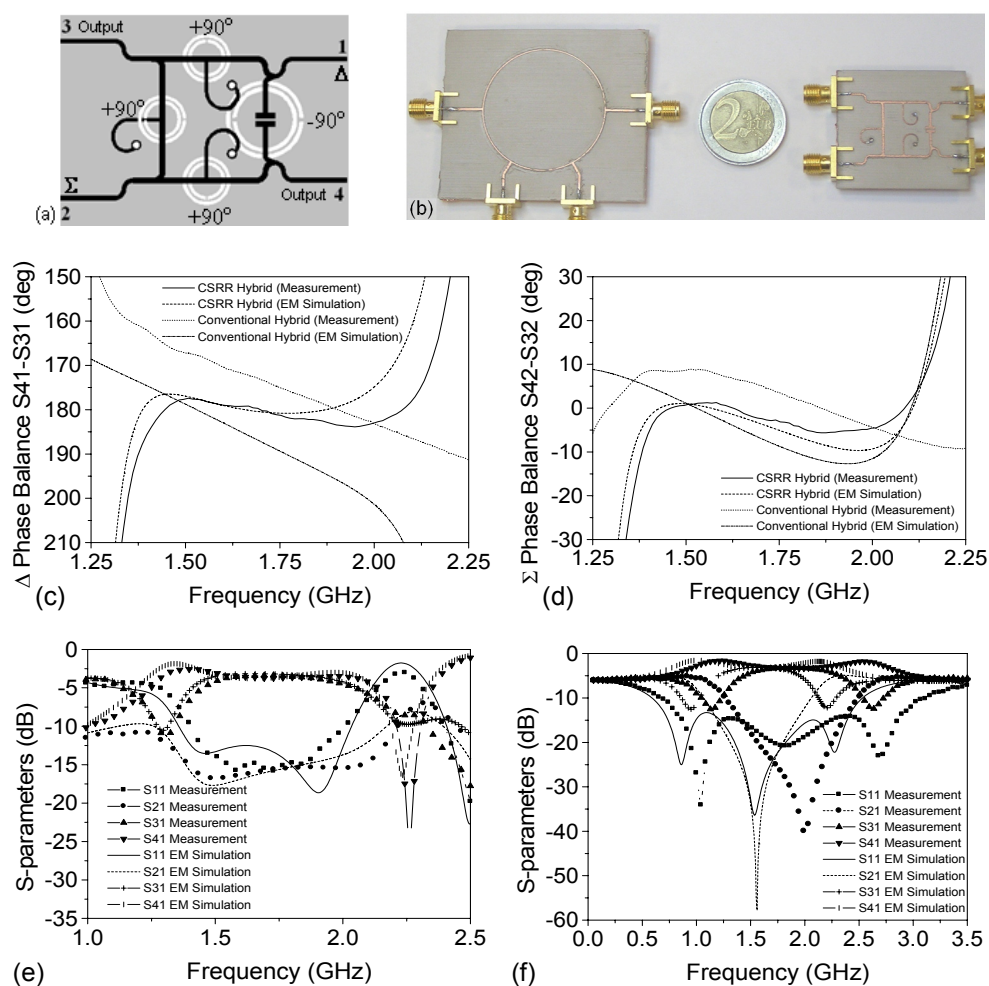 3 Output
+90°
1
Δ
+90°
-90°
Σ
2
+90°
Output 4
(a)
(b)
2
Δ Phase Balance S41-S31 (deg)
150
160
170
180
190
200
210
CSRR Hybrid (Measurement)
CSRR Hybrid (EM Simulation)
Conventional Hybrid (Measurement)
Conventional Hybrid (EM Simulation)
1.25 1.50 1.75 2.00 2.25
Frequency (GHz)
(c)
Σ Phase Balance S42-S32 (deg)
30
20
10
0
-10
-20
-30
CSRR Hybrid (Measurement)
CSRR Hybrid (EM Simulation)
Conventional Hybrid (Measurement)
Conventional Hybrid (EM Simulation)
1.25 1.50 1.75 2.00 2.25
Frequency (GHz)
(d)
S-parameters (dB)
0
-5
-10
-15
-20
-25
-30
-35
S11 Measurement
S21 Measurement
S31 Measurement
S41 Measurement
S11 EM Simulation
S21 EM Simulation
S31 EM Simulation
S41 EM Simulation
1.0 1.5 2.0 2.5
Frequency (GHz)
(e)
S-parameters (dB)
0
-10
-20
-30
-40
-50
-60
S11 Measurement
S21 Measurement
S31 Measurement
S41 Measurement
S11 EM Simulation
S21 EM Simulation
S31 EM Simulation
S41 EM Simulation
0.0 0.5 1.0 1.5 2.0 2.5 3.0 3.5
Frequency (GHz)
(f)